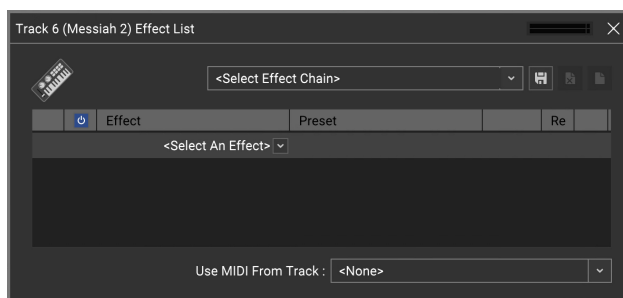 Track 6 (Messiah 2) Effect List
<Select Effect Chain>
Effect Preset Re
<Select An Effect>
Use MIDI From Track : <None>